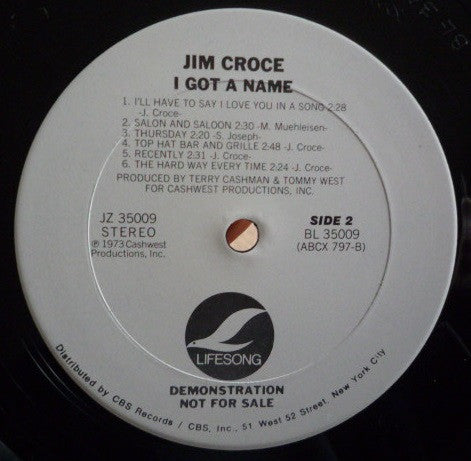 JIM CROCE
I GOT A NAME
1. I'LL HAVE TO SAY I LOVE YOU IN A SONG 2:28
-J. Croce-
2. SALON AND SALOON 2:30 -M. Muehleisen-
3. THURSDAY 2:20 -S. Joseph-
4. TOP HAT BAR AND GRILLE 2:48 -J. Croce-
5. RECENTLY 2:31 -J. Croce-
6. THE HARD WAY EVERY TIME 2:24 -J. Croce-
PRODUCED BY TERRY CASHMAN & TOMMY WEST
FOR CASHWEST PRODUCTIONS, INC.
JZ 35009
STEREO
℗ 1973 Cashwest
Productions, Inc.
SIDE 2
BL 35009
(ABCX 797-B)
LIFESONG
DEMONSTRATION
NOT FOR SALE
Distributed by CBS Records / CBS, Inc., 51 West 52 Street, New York City